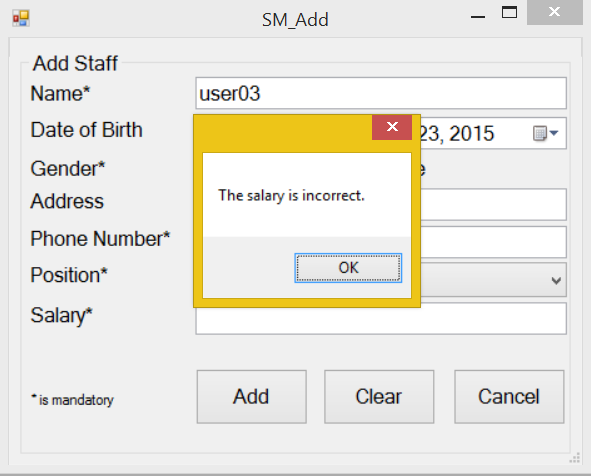 SM_Add
Add Staff
Name* user03
Date of Birth 23, 2015
Gender*
Address
The salary is incorrect.
Phone Number*
OK
Position*
Salary*
* is mandatory Add Clear Cancel